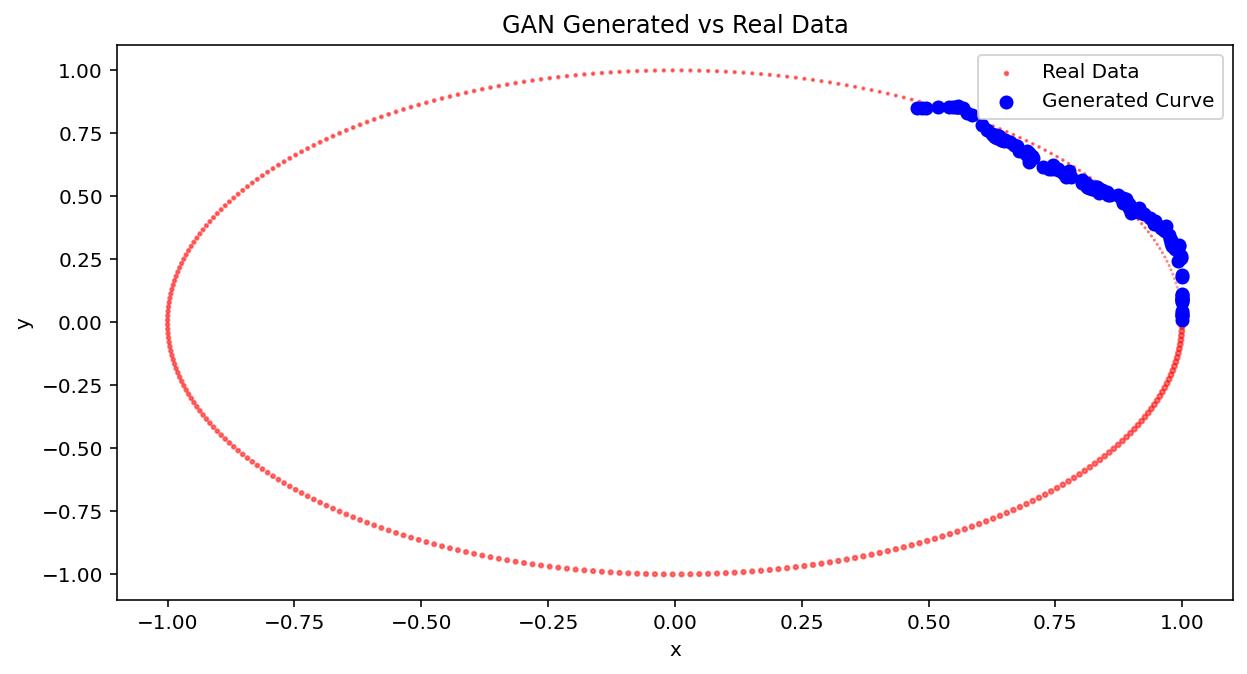 GAN Generated vs Real Data
Real Data
Generated Curve
1.00
0.75
0.50
0.25
0.00
−0.25
−0.50
−0.75
−1.00
y
−1.00 −0.75 −0.50 −0.25 0.00 0.25 0.50 0.75 1.00
x